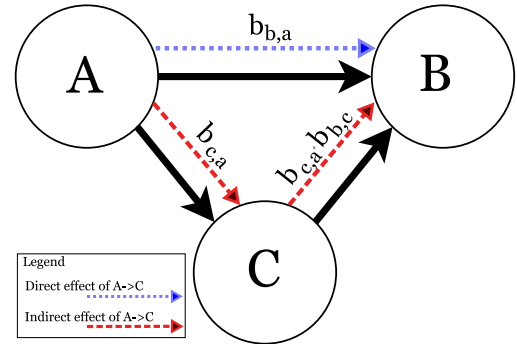 b_b,a
A
B
b_c,a
b_c,a·b_b,c
C
Legend
Direct effect of A->C
Indirect effect of A->C